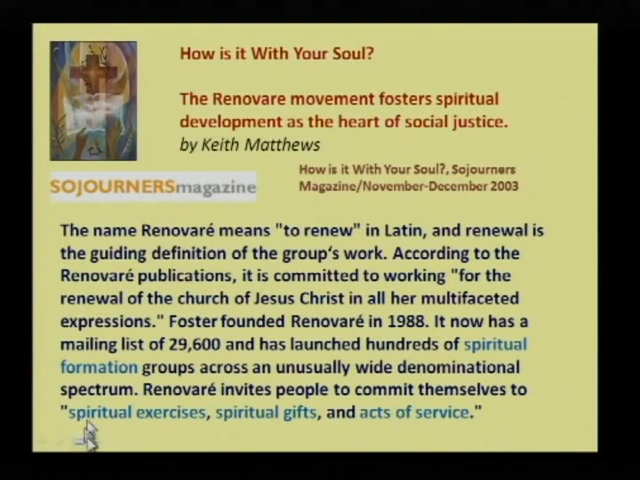 How is it With Your Soul?
The Renovare movement fosters spiritual
development as the heart of social justice.
by Keith Matthews
How is it With Your Soul?, Sojourners
Magazine/November-December 2003
SOJOURNERSmagazine
The name Renovaré means "to renew" in Latin, and renewal is
the guiding definition of the group‘s work. According to the
Renovaré publications, it is committed to working "for the
renewal of the church of Jesus Christ in all her multifaceted
expressions." Foster founded Renovaré in 1988. It now has a
mailing list of 29,600 and has launched hundreds of spiritual
formation groups across an unusually wide denominational
spectrum. Renovaré invites people to commit themselves to
"spiritual exercises, spiritual gifts, and acts of service."